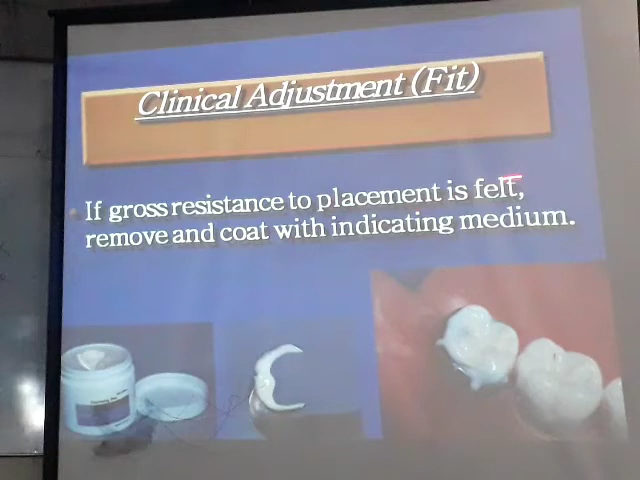 Clinical Adjustment (Fit)
If gross resistance to placement is felt,
remove and coat with indicating medium.